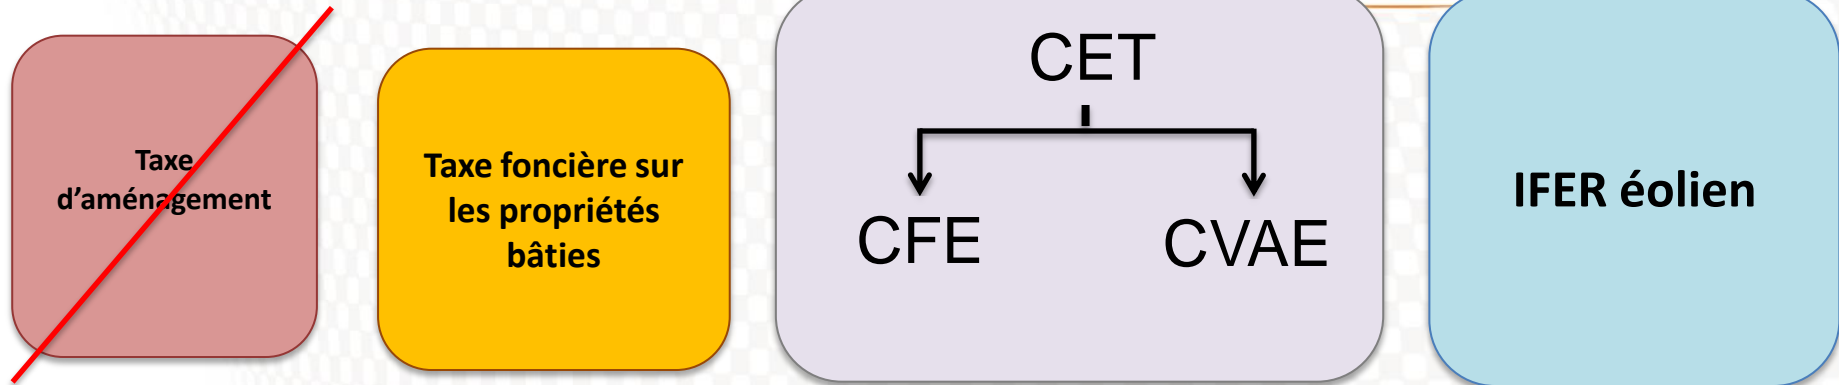 Taxe
d’aménagement
Taxe foncière sur
les propriétés
bâties
CET
CFE
CVAE
IFER éolien